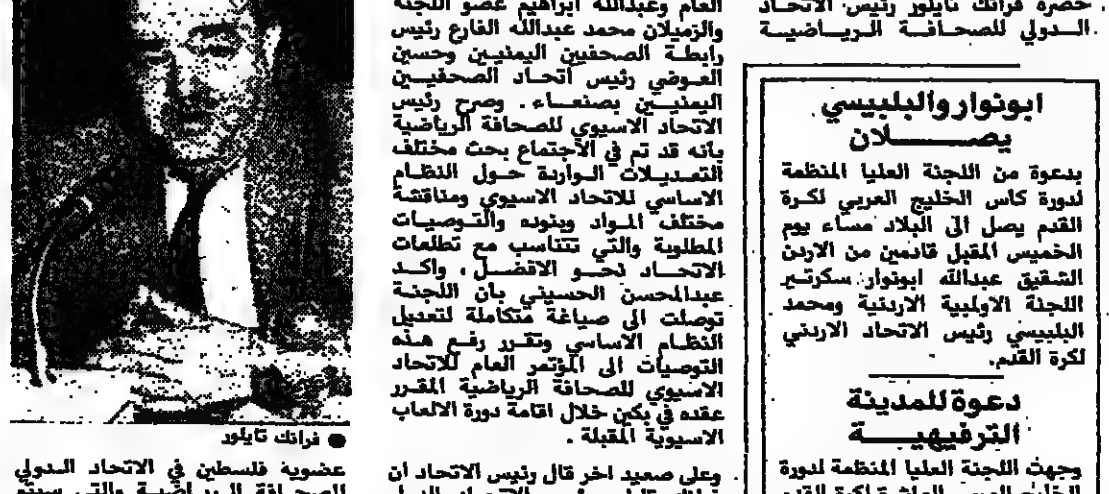 حضره فرانك تايلور رئيس الاتحاد
الدولي للصحافة الرياضية.
ابونوار والبلبيسي
يصلان
بدعوة من اللجنة العليا المنظمة
لدورة كاس الخليج العربي لكرة
القدم يصل الى البلاد مساء يوم
الخميس المقبل قادمين من الاردن
الشقيق عبدالله ابونوار سكرتير
اللجنة الاولمبية الاردنية ومحمد
البلبيسي رئيس الاتحاد الاردني
لكرة القدم.
دعوة للمدينة
الترفيهية
وجهت اللجنة العليا المنظمة لدورة
العام وعبدالله ابراهيم عضو اللجنة
والزميلان محمد عبدالله الفارع رئيس
رابطة الصحفيين اليمنيين وحسين
العوضي رئيس اتحاد الصحفيين
اليمنيين بصنعاء. وصرح رئيس
الاتحاد الاسيوي للصحافة الرياضية
بانه قد تم في الاجتماع بحث مختلف
التعديلات الواردة حول النظام
الاساسي للاتحاد الاسيوي ومناقشة
مختلف المواد وبنوده والتوصيات
المطلوبة والتي تتناسب مع تطلعات
الاتحاد نحو الافضل، واكد
عبدالمحسن الحسيني بان اللجنة
توصلت الى صياغة متكاملة لتعديل
النظام الاساسي وتقرر رفع هذه
التوصيات الى المؤتمر العام للاتحاد
الاسيوي للصحافة الرياضية المقرر
عقده في بكين خلال اقامة دورة الالعاب
الاسيوية المقبلة.
وعلى صعيد اخر قال رئيس الاتحاد ان
● فرانك تايلور
عضوية فلسطين في الاتحاد الدولي